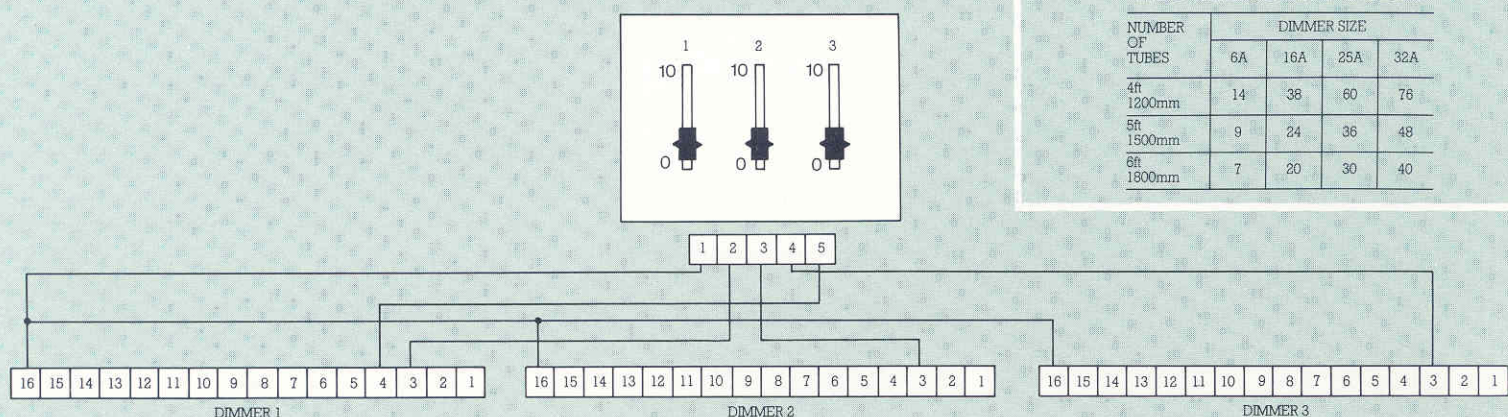 1 2 3
10 10 10
0 0 0
1 2 3 4 5
16 15 14 13 12 11 10 9 8 7 6 5 4 3 2 1
DIMMER 1
16 15 14 13 12 11 10 9 8 7 6 5 4 3 2 1
DIMMER 2
16 15 14 13 12 11 10 9 8 7 6 5 4 3 2 1
DIMMER 3
NUMBER OF TUBES
DIMMER SIZE
6A 16A 25A 32A
4ft 1200mm 14 38 60 76
5ft 1500mm 9 24 36 48
6ft 1800mm 7 20 30 40